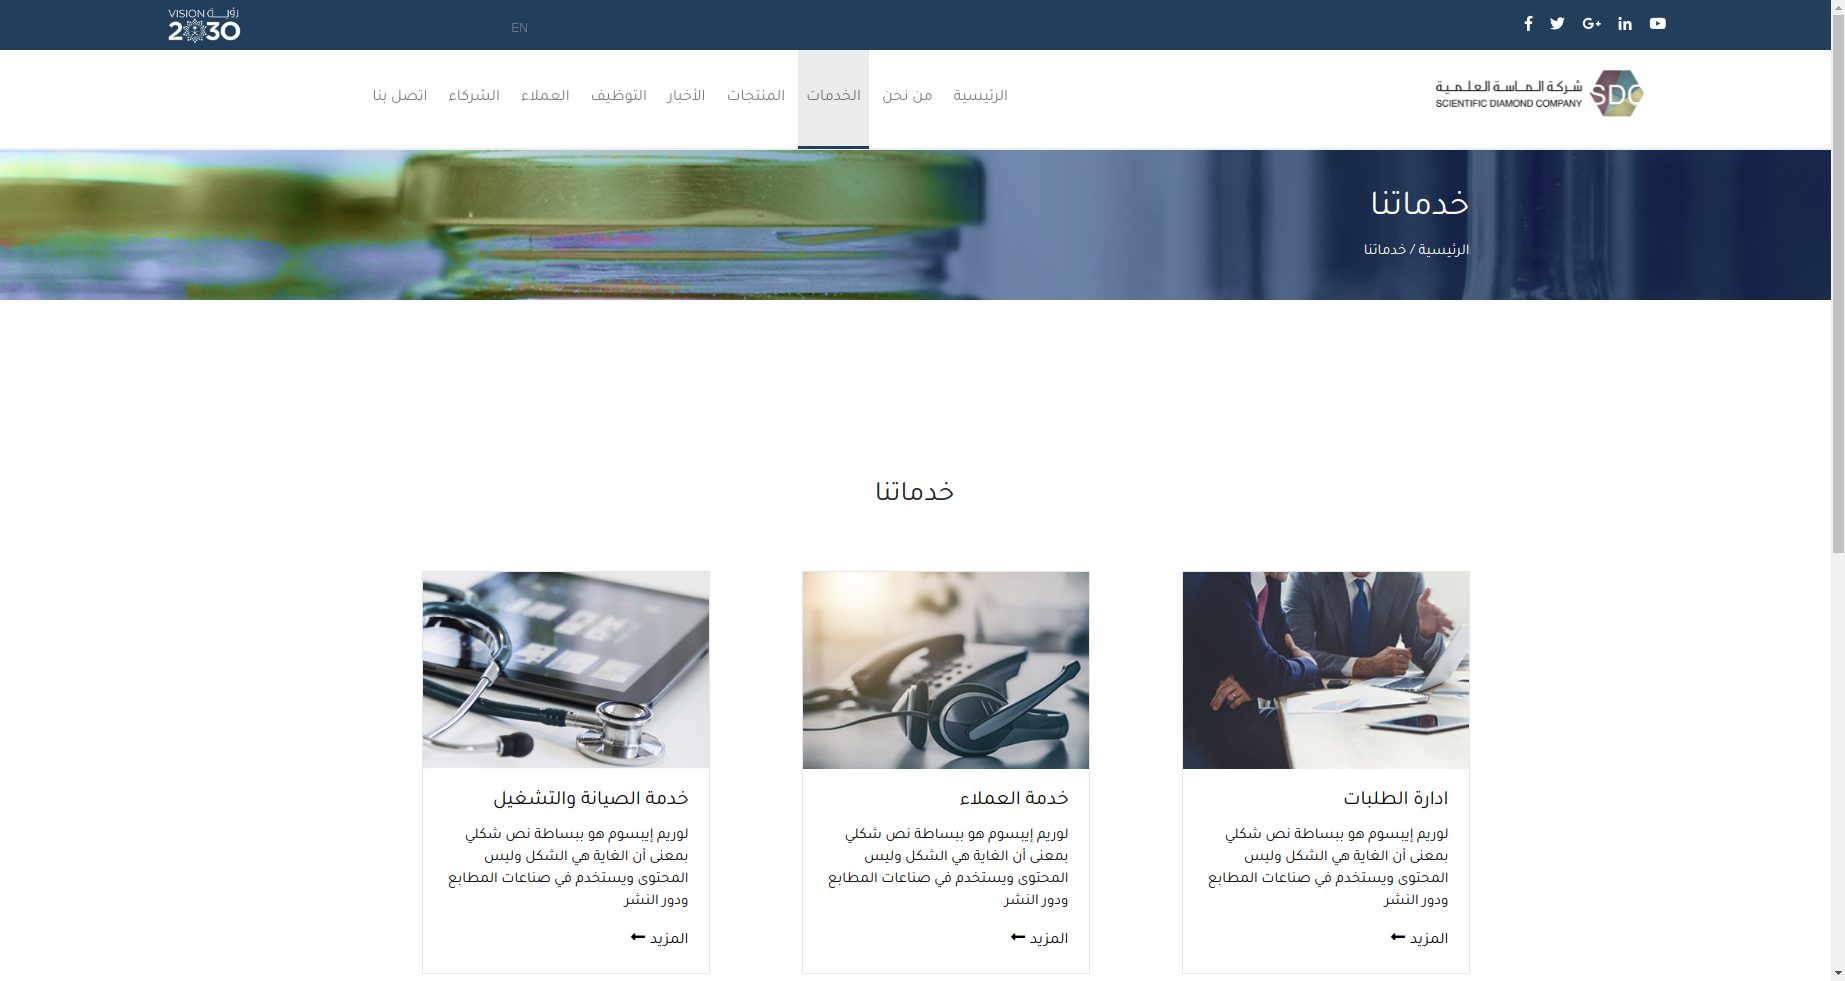 VISION رؤيـــة
2030
EN
شركة الـمـاسـة العلـمـيـة
SCIENTIFIC DIAMOND COMPANY
SDC
الرئيسية من نحن الخدمات المنتجات الأخبار التوظيف العملاء الشركاء اتصل بنا
خدماتنا
الرئيسية / خدماتنا
خدماتنا
ادارة الطلبات
لوريم إيبسوم هو ببساطة نص شكلي
بمعنى أن الغاية هي الشكل وليس
المحتوى ويستخدم في صناعات المطابع
ودور النشر
المزيد
خدمة العملاء
لوريم إيبسوم هو ببساطة نص شكلي
بمعنى أن الغاية هي الشكل وليس
المحتوى ويستخدم في صناعات المطابع
ودور النشر
المزيد
خدمة الصيانة والتشغيل
لوريم إيبسوم هو ببساطة نص شكلي
بمعنى أن الغاية هي الشكل وليس
المحتوى ويستخدم في صناعات المطابع
ودور النشر
المزيد